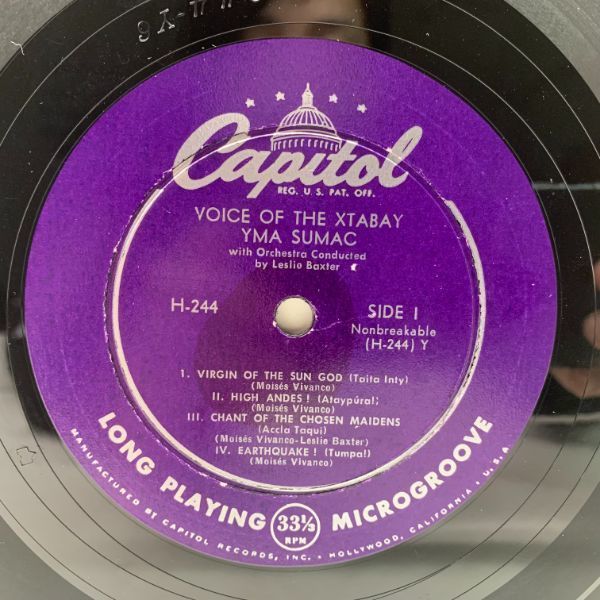 Capitol
REG. U.S. PAT. OFF.
VOICE OF THE XTABAY
YMA SUMAC
with Orchestra Conducted
by Leslie Baxter
H-244
SIDE 1
Nonbreakable
(H-244) Y
I. VIRGIN OF THE SUN GOD (Taita Inty)
(Moisés Vivanco)
II. HIGH ANDES! (Ataypúra!)
(Moisés Vivanco)
III. CHANT OF THE CHOSEN MAIDENS
(Accla Taqui)
(Moisés Vivanco-Leslie Baxter)
IV. EARTHQUAKE! (Tumpa!)
(Moisés Vivanco)
LONG PLAYING 33⅓ RPM MICROGROOVE
MANUFACTURED BY CAPITOL RECORDS, INC. • HOLLYWOOD, CALIFORNIA, U.S.A.